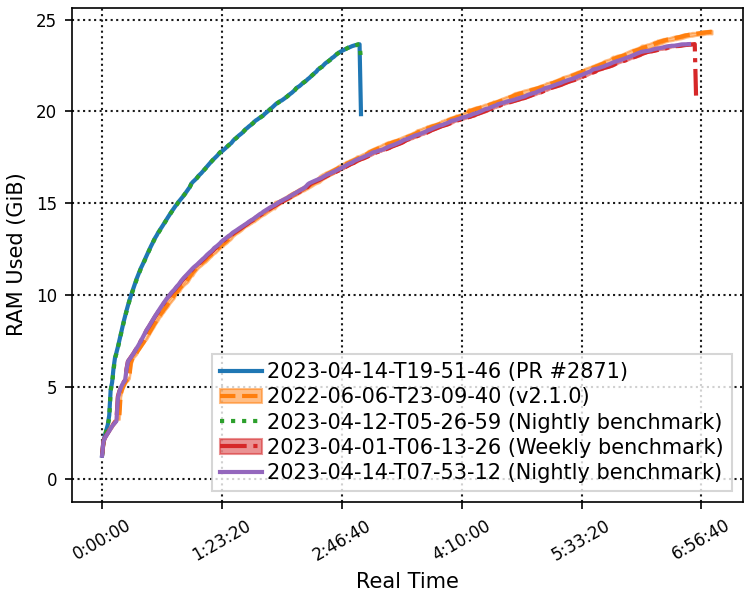 25
20
15
10
5
0
RAM Used (GiB)
2023-04-14-T19-51-46 (PR #2871)
2022-06-06-T23-09-40 (v2.1.0)
2023-04-12-T05-26-59 (Nightly benchmark)
2023-04-01-T06-13-26 (Weekly benchmark)
2023-04-14-T07-53-12 (Nightly benchmark)
0:00:00 1:23:20 2:46:40 4:10:00 5:33:20 6:56:40
Real Time